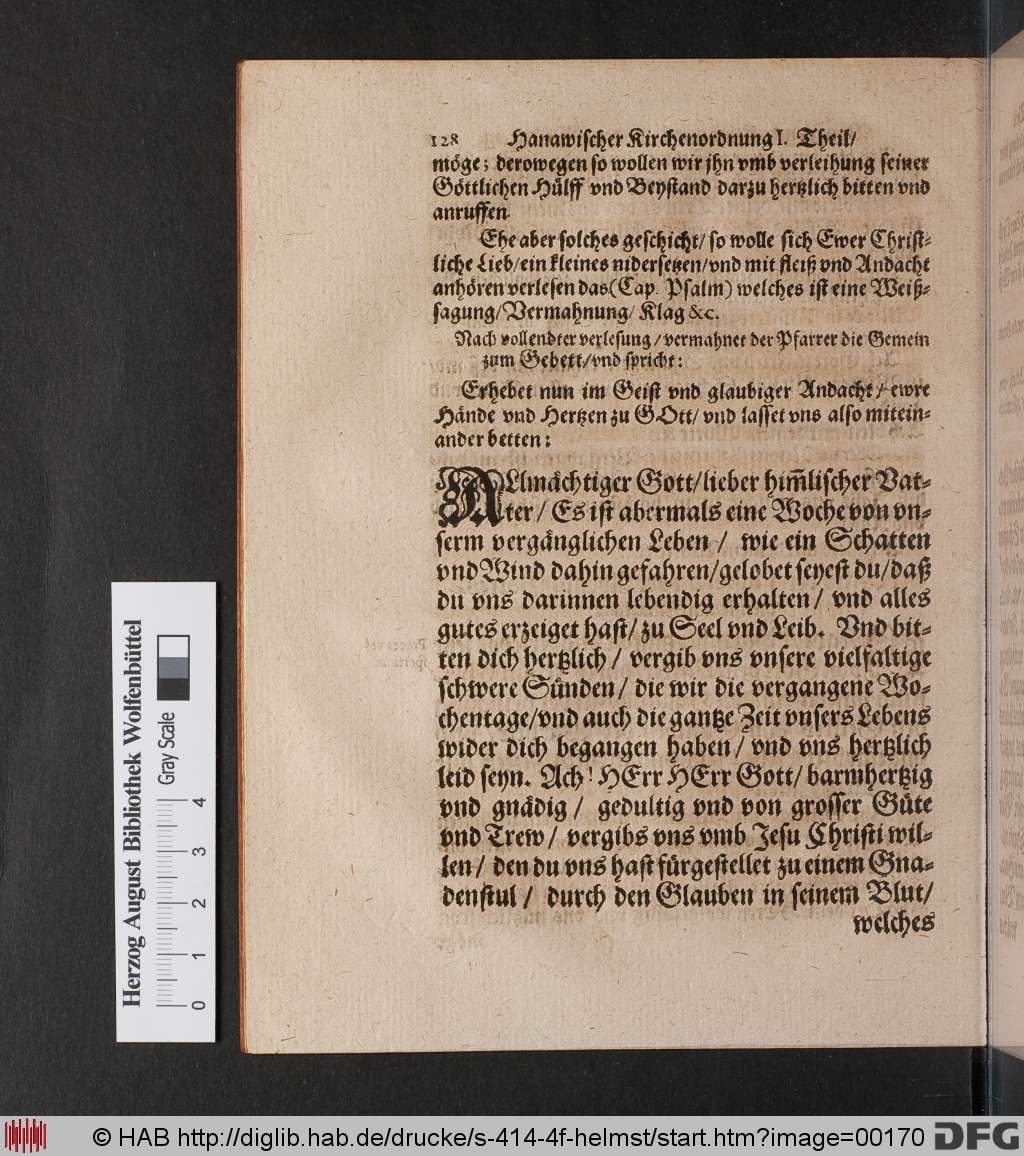 128 Hanawischer Kirchenordnung I. Theil/
möge; derowegen so wollen wir jhn vmb verleihung seiner
Göttlichen Hülff vnd Beystand darzu hertzlich bitten vnd
anruffen.
Ehe aber solches geschicht/ so wolle sich Ewer Christ-
liche Lieb/ ein kleines nidersetzen/ vnd mit fleiß vnd Andacht
anhören verlesen das (Cap. Psalm) welches ist eine Weiß-
sagung/ Vermahnung/ Klag &c.
Nach vollendter verlesung/ vermahnet der Pfarrer die Gemein
zum Gebett/ vnd spricht:
Erhebet nun im Geist vnd glaubiger Andacht/ ewre
Hände vnd Hertzen zu GOtt/ vnd lasset vns also mitein-
ander betten:
ALlmächtiger Gott/ lieber him̃lischer Vat-
ter/ Es ist abermals eine Woche von vn-
serm vergänglichen Leben/ wie ein Schatten
vnd Wind dahin gefahren/ gelobet seyest du/ daß
du vns darinnen lebendig erhalten/ vnd alles
gutes erzeiget hast/ zu Seel vnd Leib. Vnd bit-
ten dich hertzlich/ vergib vns vnsere vielfaltige
schwere Sünden/ die wir die vergangene Wo-
chentage/ vnd auch die gantze Zeit vnsers Lebens
wider dich begangen haben/ vnd vns hertzlich
leid seyn. Ach! HErr HErr Gott/ barmhertzig
vnd gnädig/ gedultig vnd von grosser Güte
vnd Trew/ vergibs vns vmb Jesu Christi wil-
len/ den du vns hast fürgestellet zu einem Gna-
denstul/ durch den Glauben in seinem Blut/
welches
Herzog August Bibliothek Wolfenbüttel
Gray Scale
0 1 2 3 4
© HAB http://diglib.hab.de/drucke/s-414-4f-helmst/start.htm?image=00170 DFG